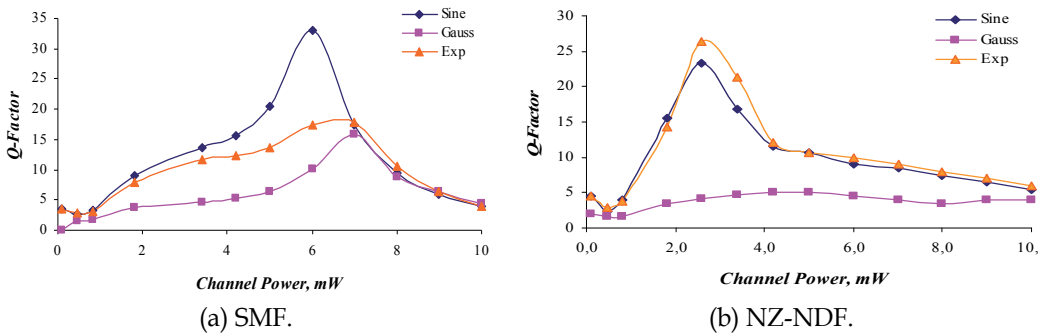 35
30
25
20
15
10
5
0
Q-Factor
0
2
4
6
8
10
Channel Power, mW
Sine
Gauss
Exp
(a) SMF.
30
25
20
15
10
5
0
Q-Factor
0,0
2,0
4,0
6,0
8,0
10,
Channel Power, mW
Sine
Gauss
Exp
(b) NZ-NDF.